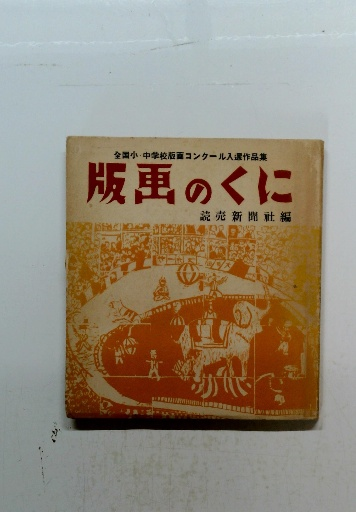 全国小・中学校版画コンクール入選作品集
版画のくに
読売新聞社編